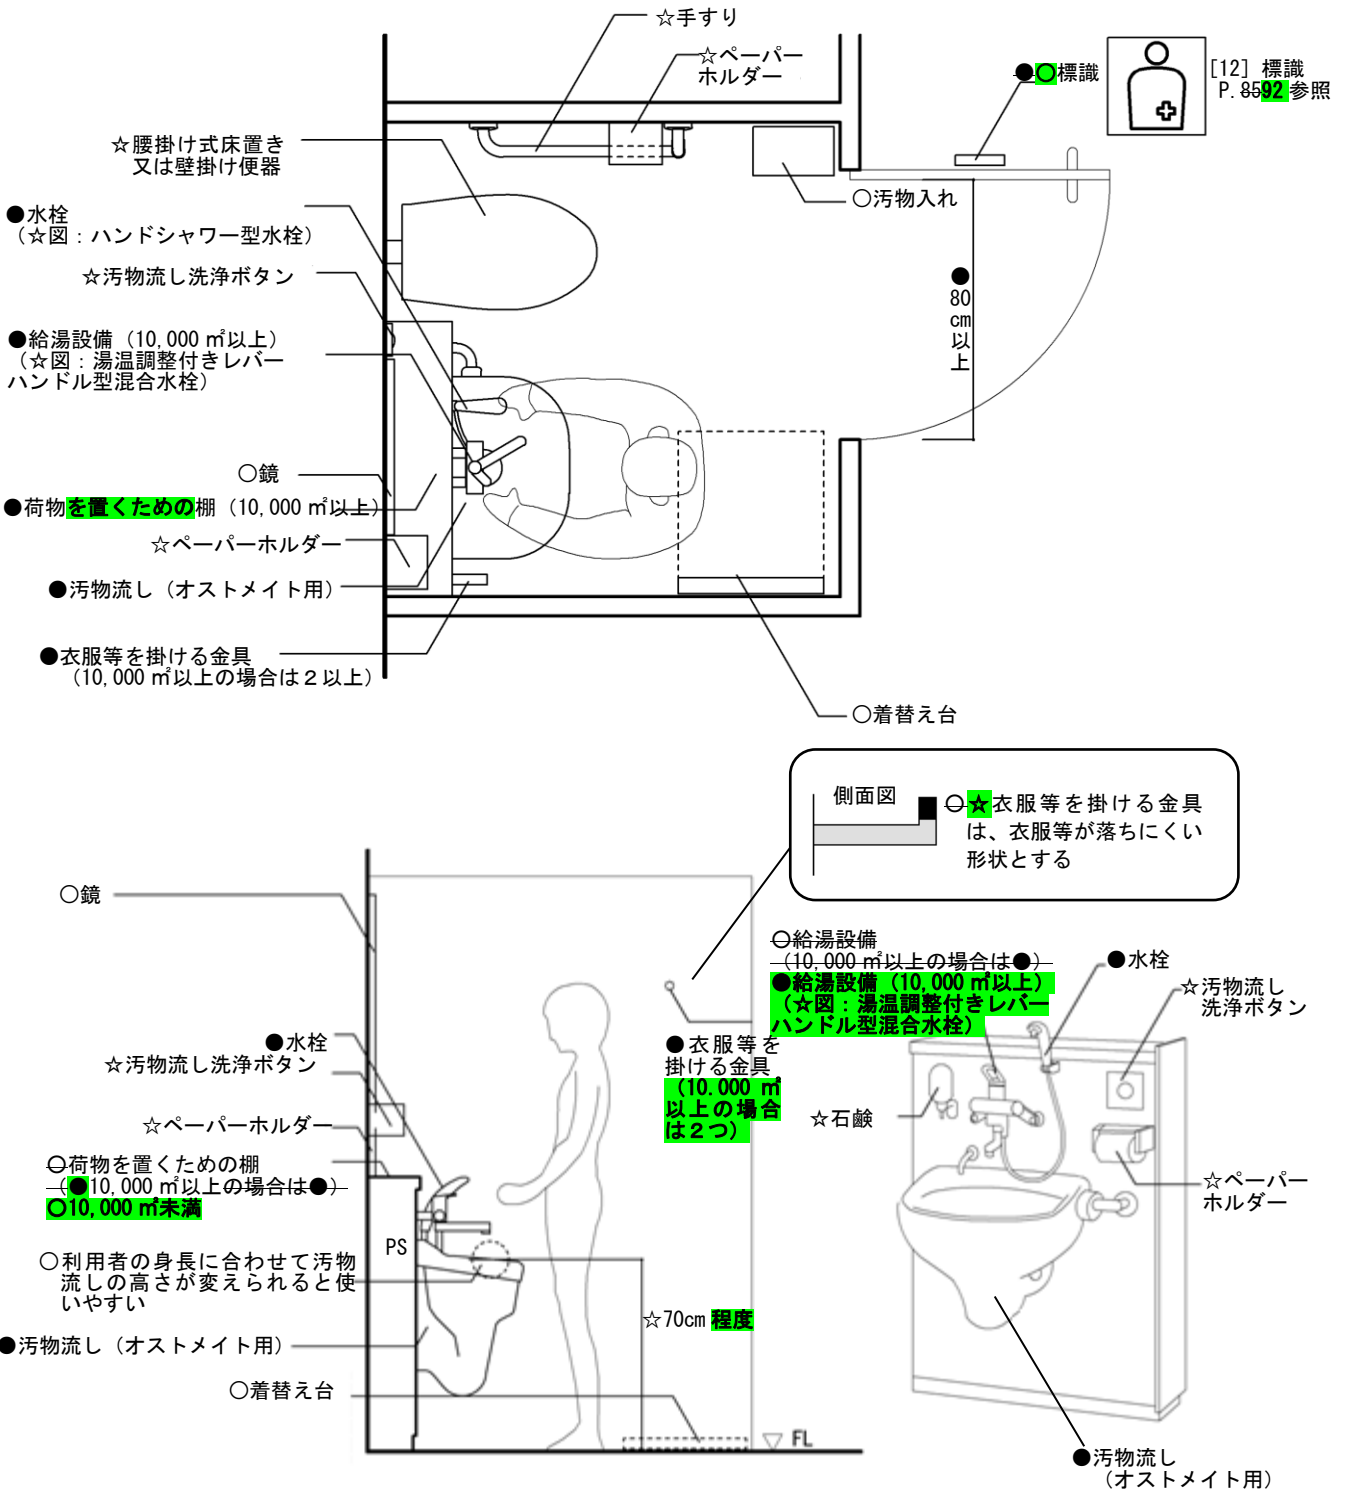 ☆手すり
☆ペーパー
ホルダー
●○標識
[12] 標識
P.8592参照
☆腰掛け式床置き
又は壁掛け便器
○汚物入れ
●水栓
(☆図：ハンドシャワー型水栓)
☆汚物流し洗浄ボタン
●80cm以上
●給湯設備（10,000 ㎡以上）
（☆図：湯温調整付きレバー
ハンドル型混合水栓）
○鏡
●荷物を置くための棚（10,000 ㎡以上）
☆ペーパーホルダー
●汚物流し（オストメイト用）
●衣服等を掛ける金具
（10,000 ㎡以上の場合は２以上）
○着替え台
側面図
○☆衣服等を掛ける金具
は、衣服等が落ちにくい
形状とする
○鏡
○給湯設備
（10,000 ㎡以上の場合は●）
●給湯設備（10,000 ㎡以上）
（☆図：湯温調整付きレバー
ハンドル型混合水栓）
●水栓
☆汚物流し
洗浄ボタン
●水栓
☆汚物流し洗浄ボタン
●衣服等を
掛ける金具
（10.000 ㎡
以上の場合
は２つ）
☆石鹸
☆ペーパーホルダー
○荷物を置くための棚
（●10,000 ㎡以上の場合は●）
○10,000 ㎡未満
☆ペーパー
ホルダー
PS
○利用者の身長に合わせて汚物
流しの高さが変えられると使
いやすい
☆70cm 程度
●汚物流し（オストメイト用）
○着替え台
FL
●汚物流し
（オストメイト用）